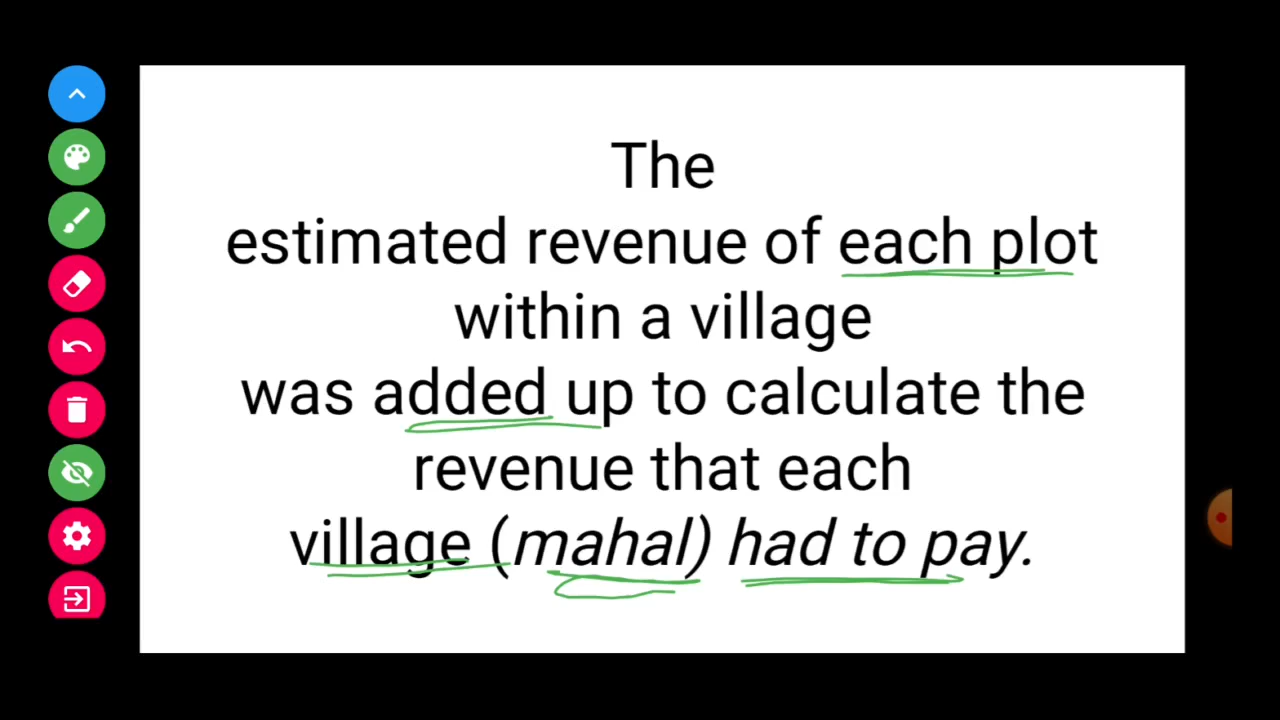 The
estimated revenue of each plot
within a village
was added up to calculate the
revenue that each
village (mahal) had to pay.